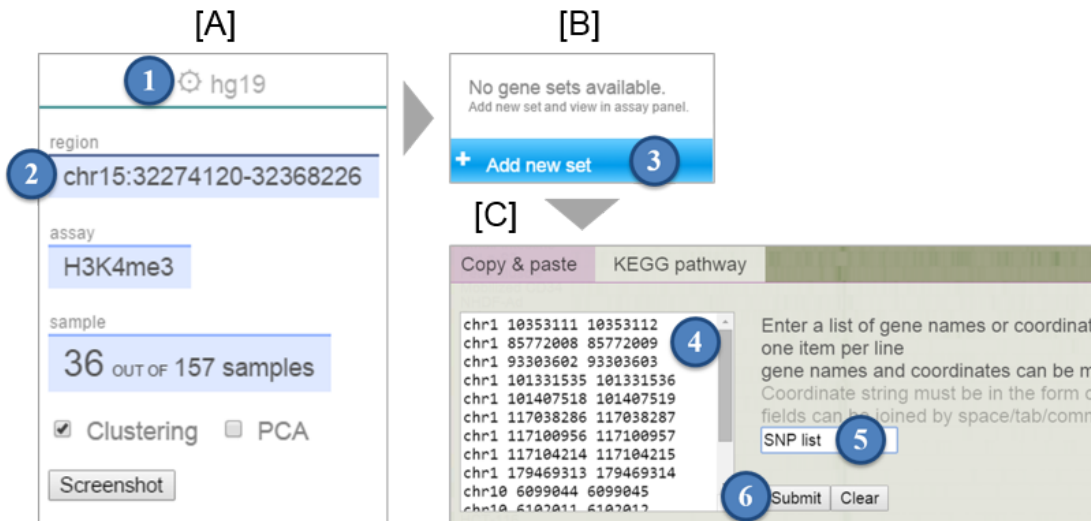 [A]
1 hg19
region
2 chr15:32274120-32368226
assay
H3K4me3
sample
36 OUT OF 157 samples
Clustering PCA
Screenshot
[B]
No gene sets available.
Add new set and view in assay panel.
+ Add new set 3
[C]
Copy & paste KEGG pathway
chr1 10353111 10353112
chr1 85772008 85772009
chr1 93303602 93303603
chr1 101331535 101331536
chr1 101407518 101407519
chr1 117038286 117038287
chr1 117100956 117100957
chr1 117104214 117104215
chr1 179469313 179469314
chr10 6099044 6099045
chr10 6102011 6102012
4
Enter a list of gene names or coordinat
one item per line
gene names and coordinates can be m
Coordinate string must be in the form o
fields can be joined by space/tab/comm
SNP list 5
6 Submit Clear